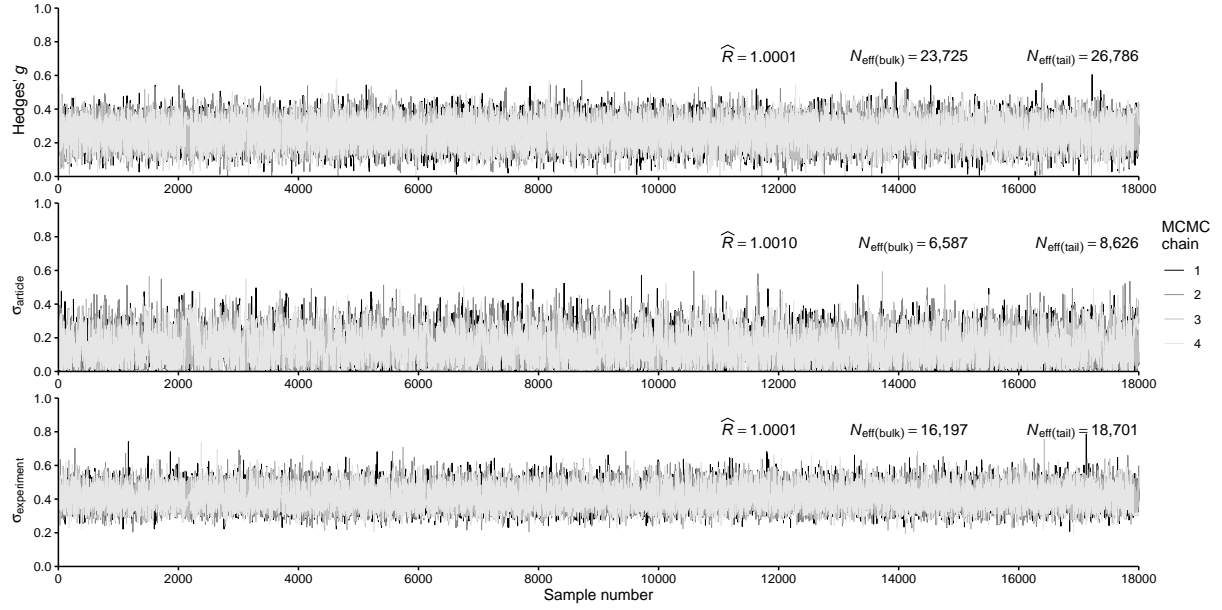 1.0
0.8
0.6
0.4
0.2
0.0
Hedges' g
R̂ = 1.0001 Neff(bulk) = 23,725 Neff(tail) = 26,786
0 2000 4000 6000 8000 10000 12000 14000 16000 18000
1.0
0.8
0.6
0.4
0.2
0.0
σarticle
R̂ = 1.0010 Neff(bulk) = 6,587 Neff(tail) = 8,626
0 2000 4000 6000 8000 10000 12000 14000 16000 18000
1.0
0.8
0.6
0.4
0.2
0.0
σexperiment
R̂ = 1.0001 Neff(bulk) = 16,197 Neff(tail) = 18,701
0 2000 4000 6000 8000 10000 12000 14000 16000 18000
Sample number
MCMC
chain
1
2
3
4